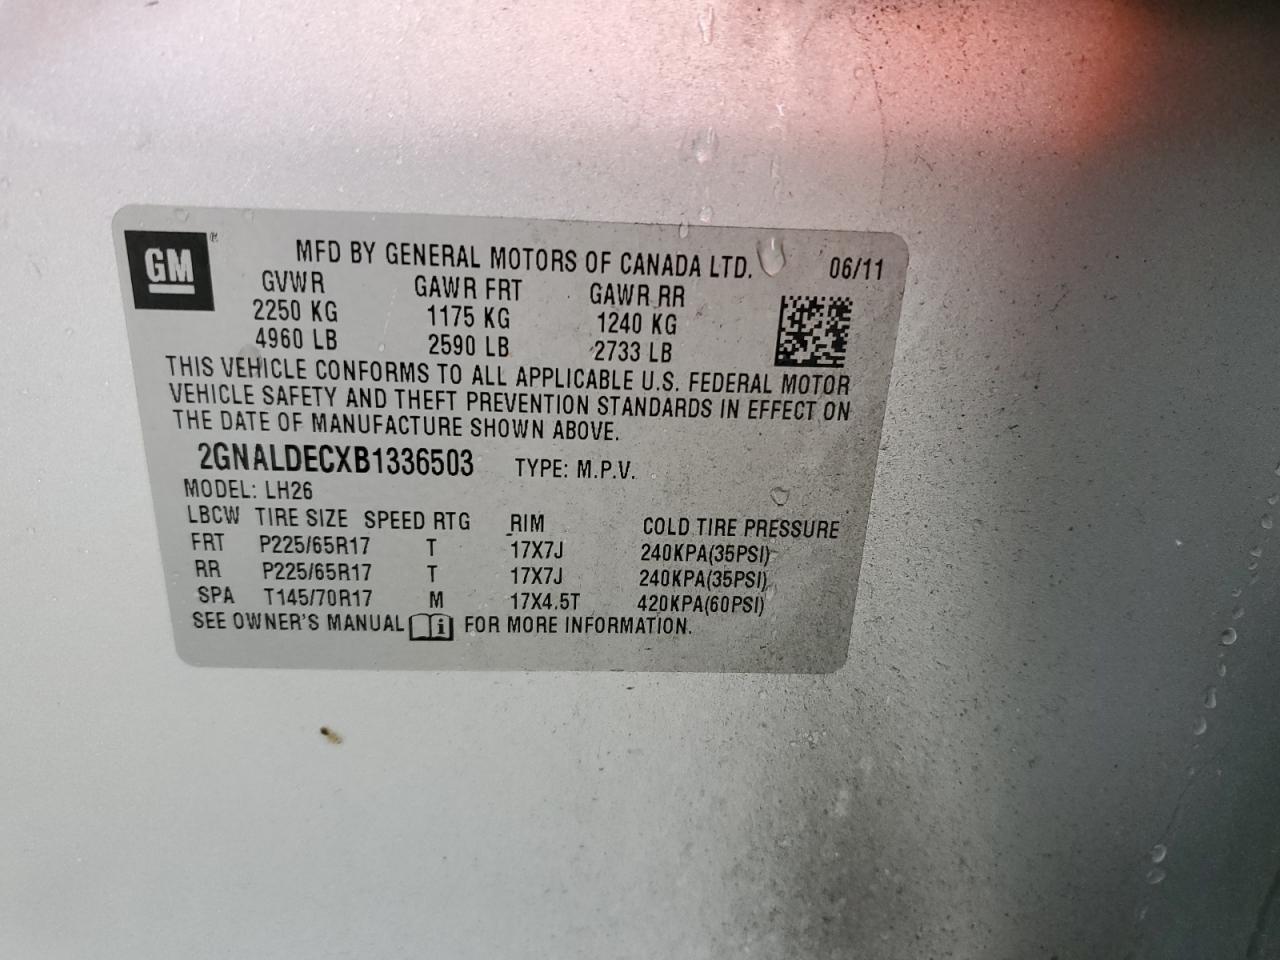 GM ®
MFD BY GENERAL MOTORS OF CANADA LTD. 06/11
GVWR GAWR FRT GAWR RR
2250 KG 1175 KG 1240 KG
4960 LB 2590 LB 2733 LB
THIS VEHICLE CONFORMS TO ALL APPLICABLE U.S. FEDERAL MOTOR
VEHICLE SAFETY AND THEFT PREVENTION STANDARDS IN EFFECT ON
THE DATE OF MANUFACTURE SHOWN ABOVE.
2GNALDECXB1336503 TYPE: M.P.V.
MODEL: LH26
LBCW TIRE SIZE SPEED RTG RIM COLD TIRE PRESSURE
FRT P225/65R17 T 17X7J 240KPA(35PSI)
RR P225/65R17 T 17X7J 240KPA(35PSI)
SPA T145/70R17 M 17X4.5T 420KPA(60PSI)
SEE OWNER'S MANUAL i FOR MORE INFORMATION.